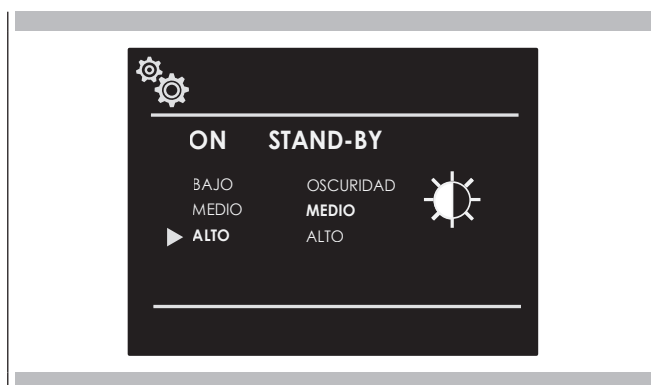 ON STAND-BY
BAJO OSCURIDAD
MEDIO MEDIO
ALTO ALTO